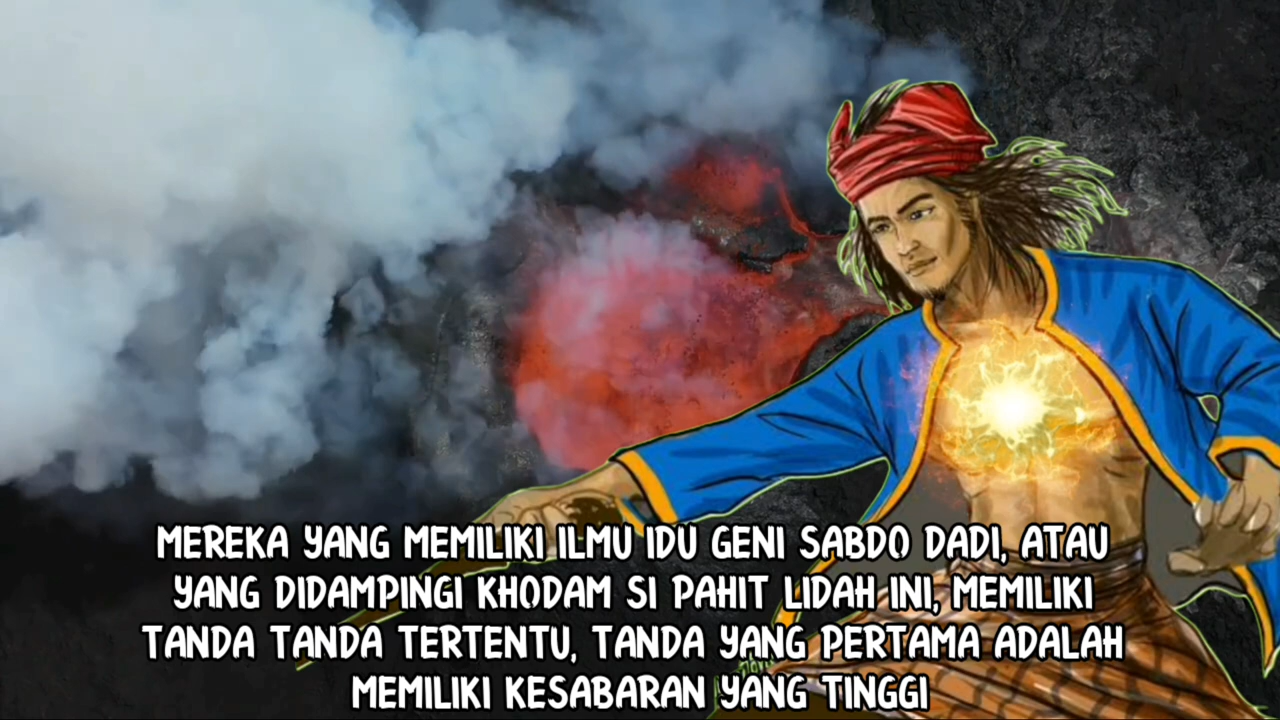 MEREKA YANG MEMILIKI ILMU IDU GENI SABDO DADI, ATAU
YANG DIDAMPINGI KHODAM SI PAHIT LIDAH INI, MEMILIKI
TANDA TANDA TERTENTU, TANDA YANG PERTAMA ADALAH
MEMILIKI KESABARAN YANG TINGGI